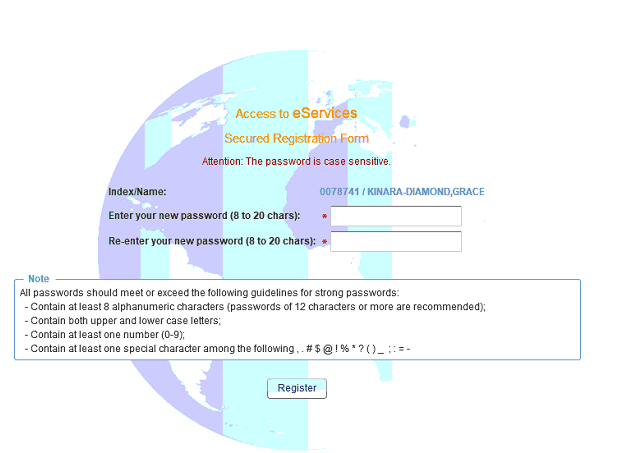 Access to eServices
Secured Registration Form
Attention: The password is case sensitive.
Index/Name: 0078741 / KINARA-DIAMOND,GRACE
Enter your new password (8 to 20 chars): *
Re-enter your new password (8 to 20 chars): *
Note
All passwords should meet or exceed the following guidelines for strong passwords:
- Contain at least 8 alphanumeric characters (passwords of 12 characters or more are recommended);
- Contain both upper and lower case letters;
- Contain at least one number (0-9);
- Contain at least one special character among the following , . # $ @ ! % * ? ( ) _ ; : = -
Register